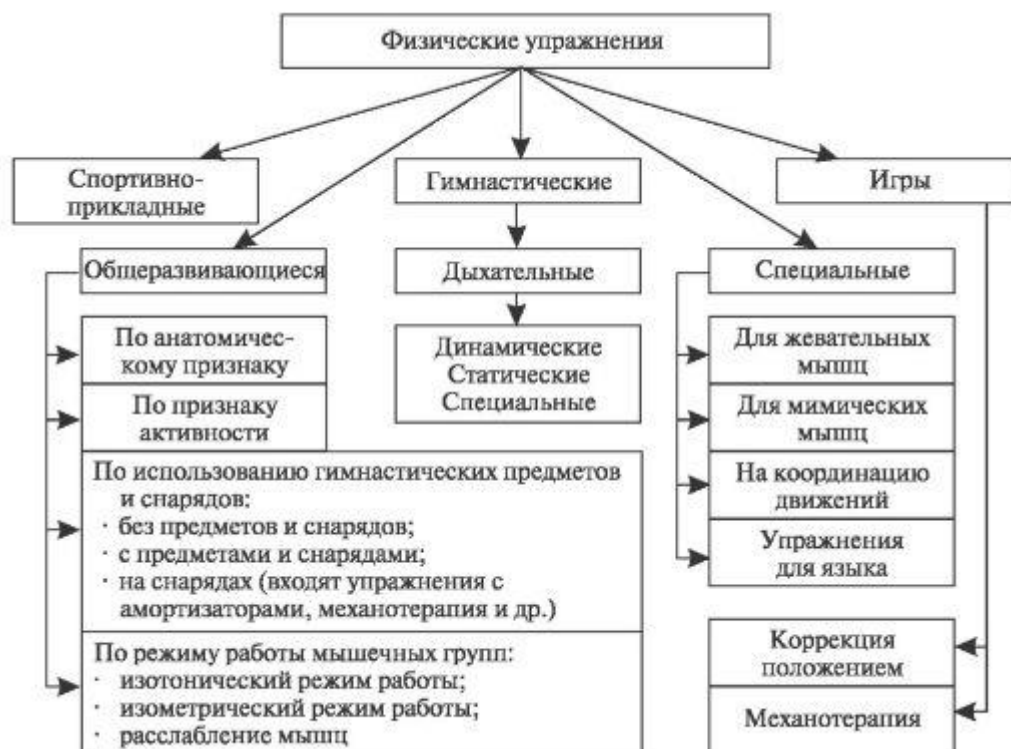 Физические упражнения
Спортивно-
прикладные
Гимнастические
Игры
Общеразвивающиеся
Дыхательные
Специальные
По анатомичес-
кому признаку
По признаку
активности
По использованию гимнастических предметов
и снарядов:
· без предметов и снарядов;
· с предметами и снарядами;
· на снарядах (входят упражнения с
амортизаторами, механотерапия и др.)
По режиму работы мышечных групп:
· изотонический режим работы;
· изометрический режим работы;
· расслабление мышц
Динамические
Статические
Специальные
Для жевательных
мышц
Для мимических
мышц
На координацию
движений
Упражнения
для языка
Коррекция
положением
Механотерапия